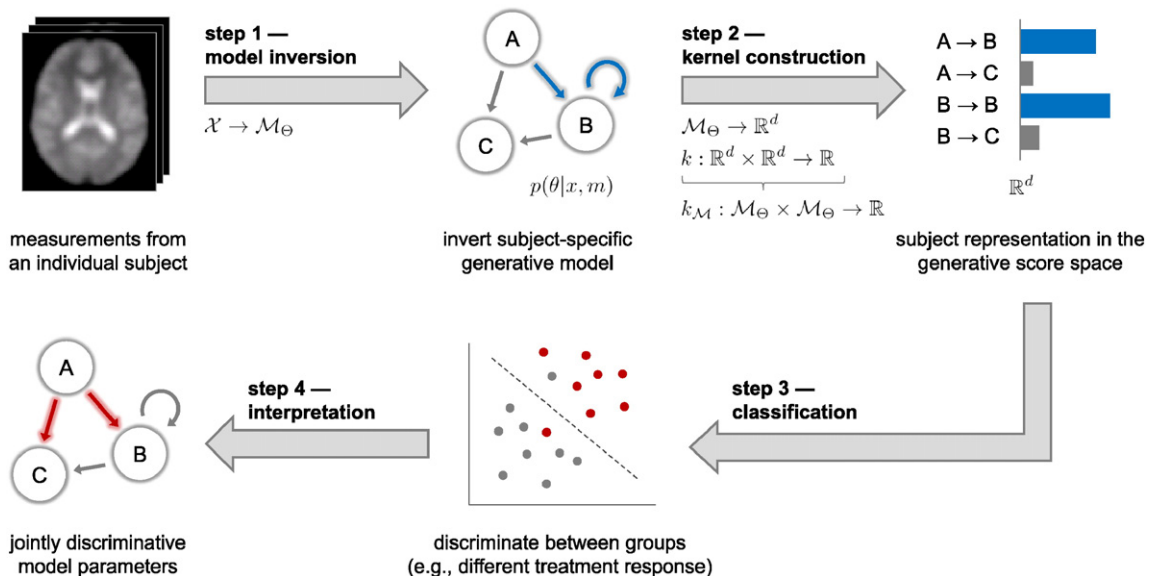 step 1 —
model inversion
𝒳 → ℳ_Θ
measurements from
an individual subject
A
B
C
p(θ|x, m)
invert subject-specific
generative model
step 2 —
kernel construction
ℳ_Θ → ℝ^d
k : ℝ^d × ℝ^d → ℝ
k_ℳ : ℳ_Θ × ℳ_Θ → ℝ
A → B
A → C
B → B
B → C
ℝ^d
subject representation in the
generative score space
step 3 —
classification
discriminate between groups
(e.g., different treatment response)
step 4 —
interpretation
A
B
C
jointly discriminative
model parameters